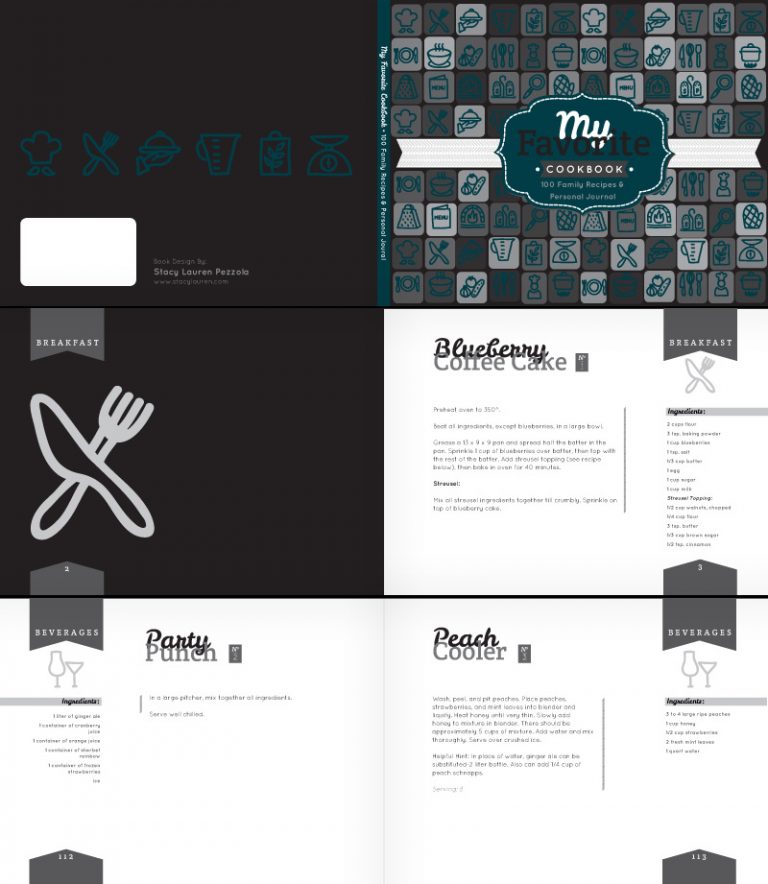 Book Design By:
Stacy Lauren Pezzola
www.stacylauren.com
My Favorite Cookbook • 100 Family Recipes & Personal Joural
MENU
MENU
MENU
MENU
My
Favorite
• COOKBOOK •
100 Family Recipes &
Personal Journal
BREAKFAST
2
Blueberry
Coffee Cake
Nº
1
Preheat oven to 350º.
Beat all ingredients, except blueberries, in a large bowl.
Grease a 13 x 9 x 9 pan and spread half the batter in the
pan. Sprinkle 1 cup of blueberries over batter, then top with
the rest of the batter. Add streusel topping (see recipe
below), then bake in oven for 40 minutes.
Streusel:
Mix all streusel ingredients together till crumbly. Sprinkle on
top of blueberry cake.
BREAKFAST
Ingredients:
2 cups flour
3 tsp. baking powder
1 cup blueberries
1 tsp. salt
1/3 cup butter
1 egg
1 cup sugar
1 cup milk
Streusel Topping:
1/2 cup walnuts, chopped
1/4 cup flour
3 tsp. butter
1/3 cup brown sugar
1/2 tsp. cinnamon
3
BEVERAGES
Ingredients:
1 liter of ginger ale
1 container of cranberry
juice
1 container of orange juice
1 container of sherbet
rainbow
1 container of frozen
strawberries
ice
112
Party
Punch
Nº
In a large pitcher, mix together all ingredients.
Serve well chilled.
Peach
Cooler
Nº
Wash, peel, and pit peaches. Place peaches,
strawberries, and mint leaves into blender and
liquify. Heat honey until very thin. Slowly add
honey to mixture in blender. There should be
approximately 5 cups of mixture. Add water and mix
thoroughly. Serve over crushed ice.
Helpful Hint: In place of water, ginger ale can be
substituted-2 liter bottle. Also can add 1/4 cup of
peach schnapps.
Serving: 8
BEVERAGES
Ingredients:
3 to 4 large ripe peaches
1 cup honey
1/2 cup strawberries
2 fresh mint leaves
1 quart water
113